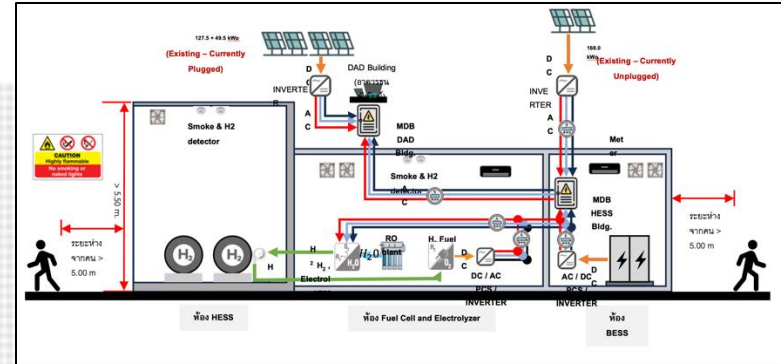 127.5 + 49.5 kWp
(Existing – Currently
Plugged)
168.0
kWp
(Existing – Currently
Unplugged)
D
C
INVERTE
R
A
C
DAD Building
D
C
INVE
RTER
A
C
Smoke & H2
detector
MDB
DAD
Bldg.
Met
er
Smoke & H2
detector
A
C
MDB
HESS
Bldg.
CAUTION
Highly flammable
No smoking or
naked lights
> 5.50 m.
ระยะห่าง
จากคน >
5.00 m
ระยะห่าง
จากคน >
5.00 m
H₂
H₂
H
H
2 H₂ ,
Electrol
H₂O
H₂O
RO
plant
H₂ Fuel
D
C
DC / AC
PCS /
INVERTER
AC / DC
PCS /
INVERTER
D
C
ห้อง HESS
ห้อง Fuel Cell and Electrolyzer
ห้อง
BESS